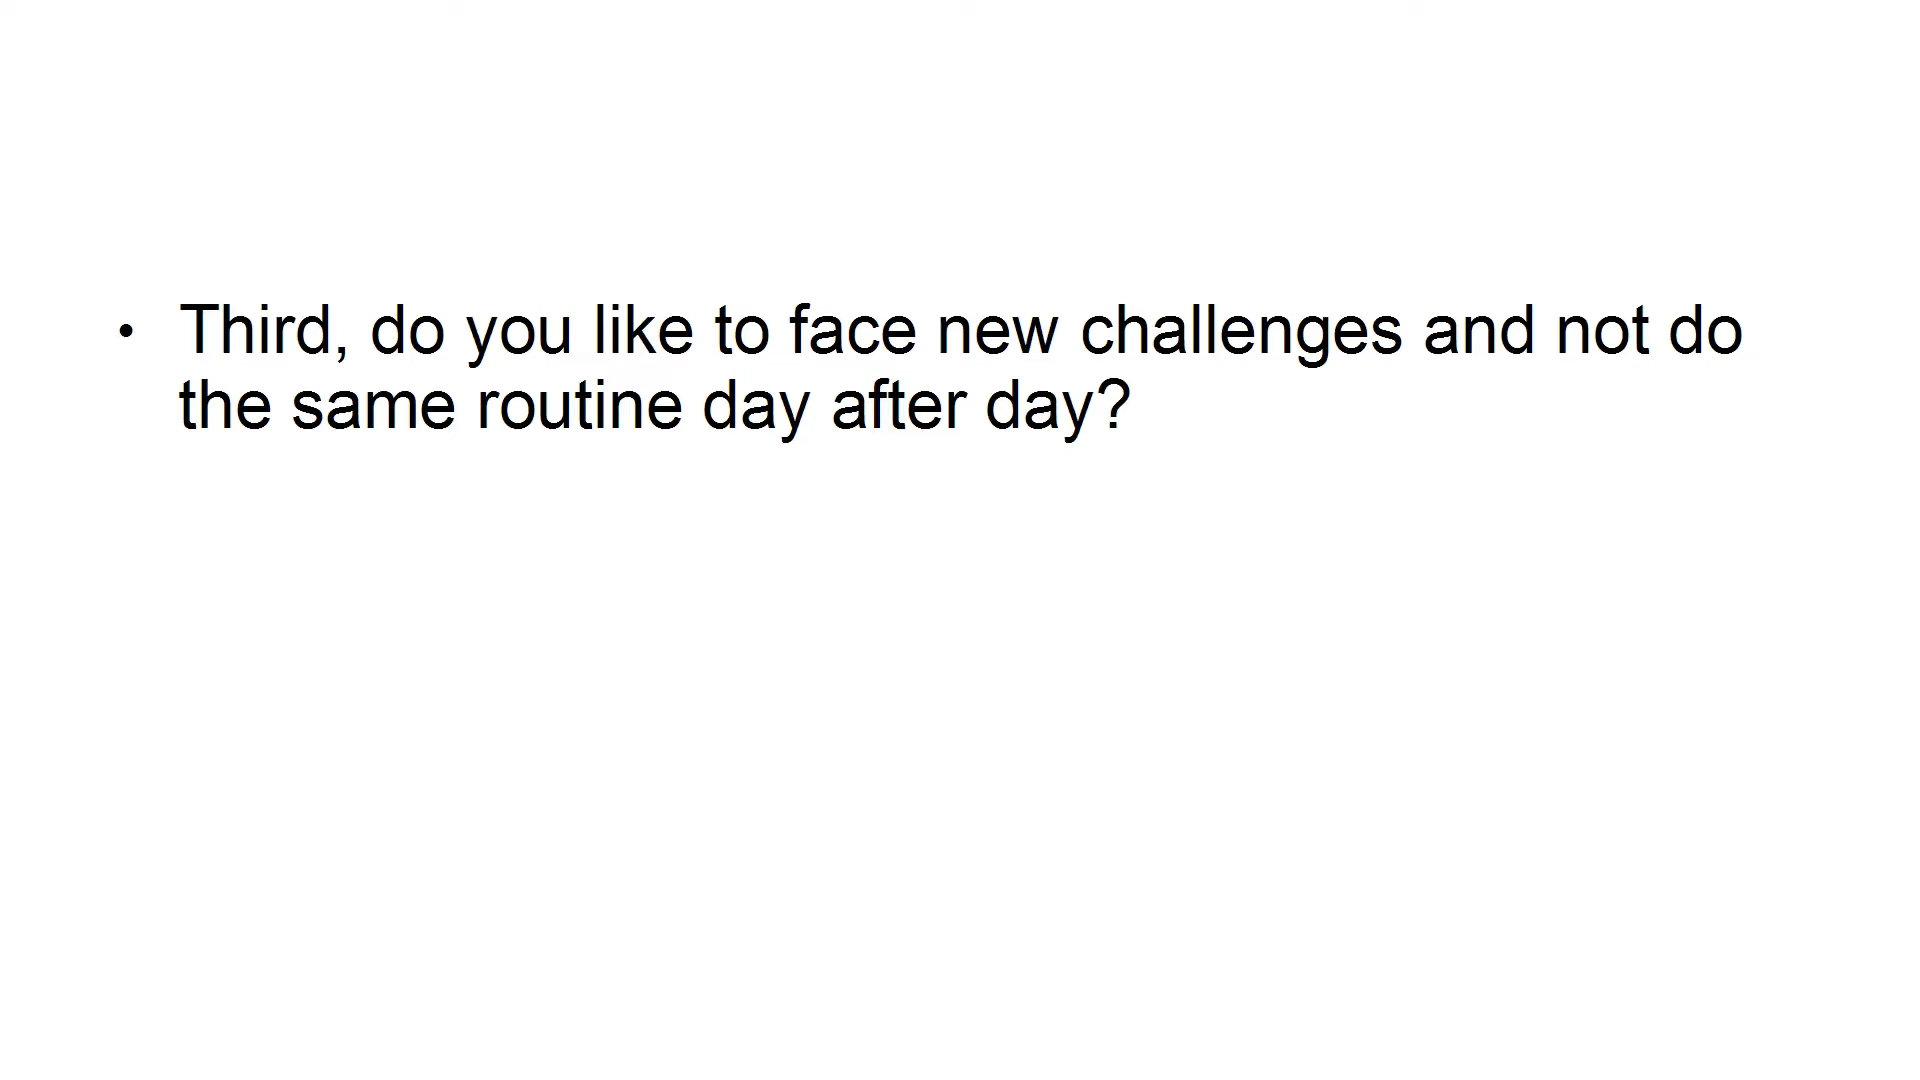 • Third, do you like to face new challenges and not do
the same routine day after day?